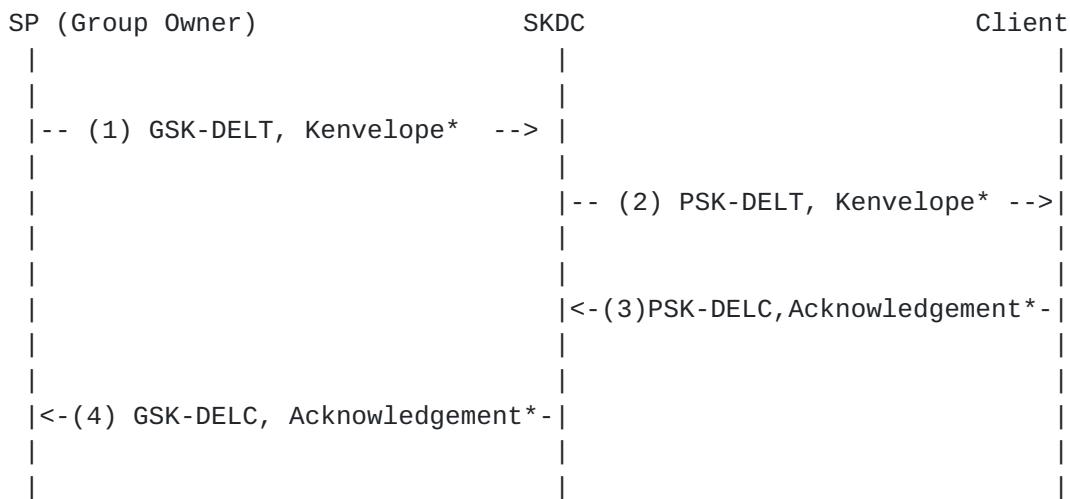 SP (Group Owner) SKDC Client
| | |
| | |
|-- (1) GSK-DELT, Kenvelope* --> | |
| | |
| |-- (2) PSK-DELT, Kenvelope* -->|
| | |
| | |
| |<-(3)PSK-DELC,Acknowledgement*-|
| | |
| | |
|<-(4) GSK-DELC, Acknowledgement*-| |
| | |
| | |